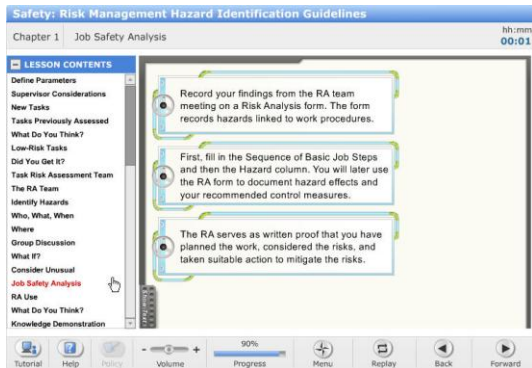 Safety: Risk Management Hazard Identification Guidelines
Chapter 1 Job Safety Analysis
hh:mm
00:01
LESSON CONTENTS
Define Parameters
Supervisor Considerations
New Tasks
Tasks Previously Assessed
What Do You Think?
Low-Risk Tasks
Did You Get It?
Task Risk Assessment Team
The RA Team
Identify Hazards
Who, What, When
Where
Group Discussion
What If?
Consider Unusual
Job Safety Analysis
RA Use
What Do You Think?
Knowledge Demonstration
Record your findings from the RA team
meeting on a Risk Analysis form. The form
records hazards linked to work procedures.
First, fill in the Sequence of Basic Job Steps
and then the Hazard column. You will later use
the RA form to document hazard effects and
your recommended control measures.
The RA serves as written proof that you have
planned the work, considered the risks, and
taken suitable action to mitigate the risks.
90%
Tutorial Help Policy - + Volume Progress Menu Replay Back Forward